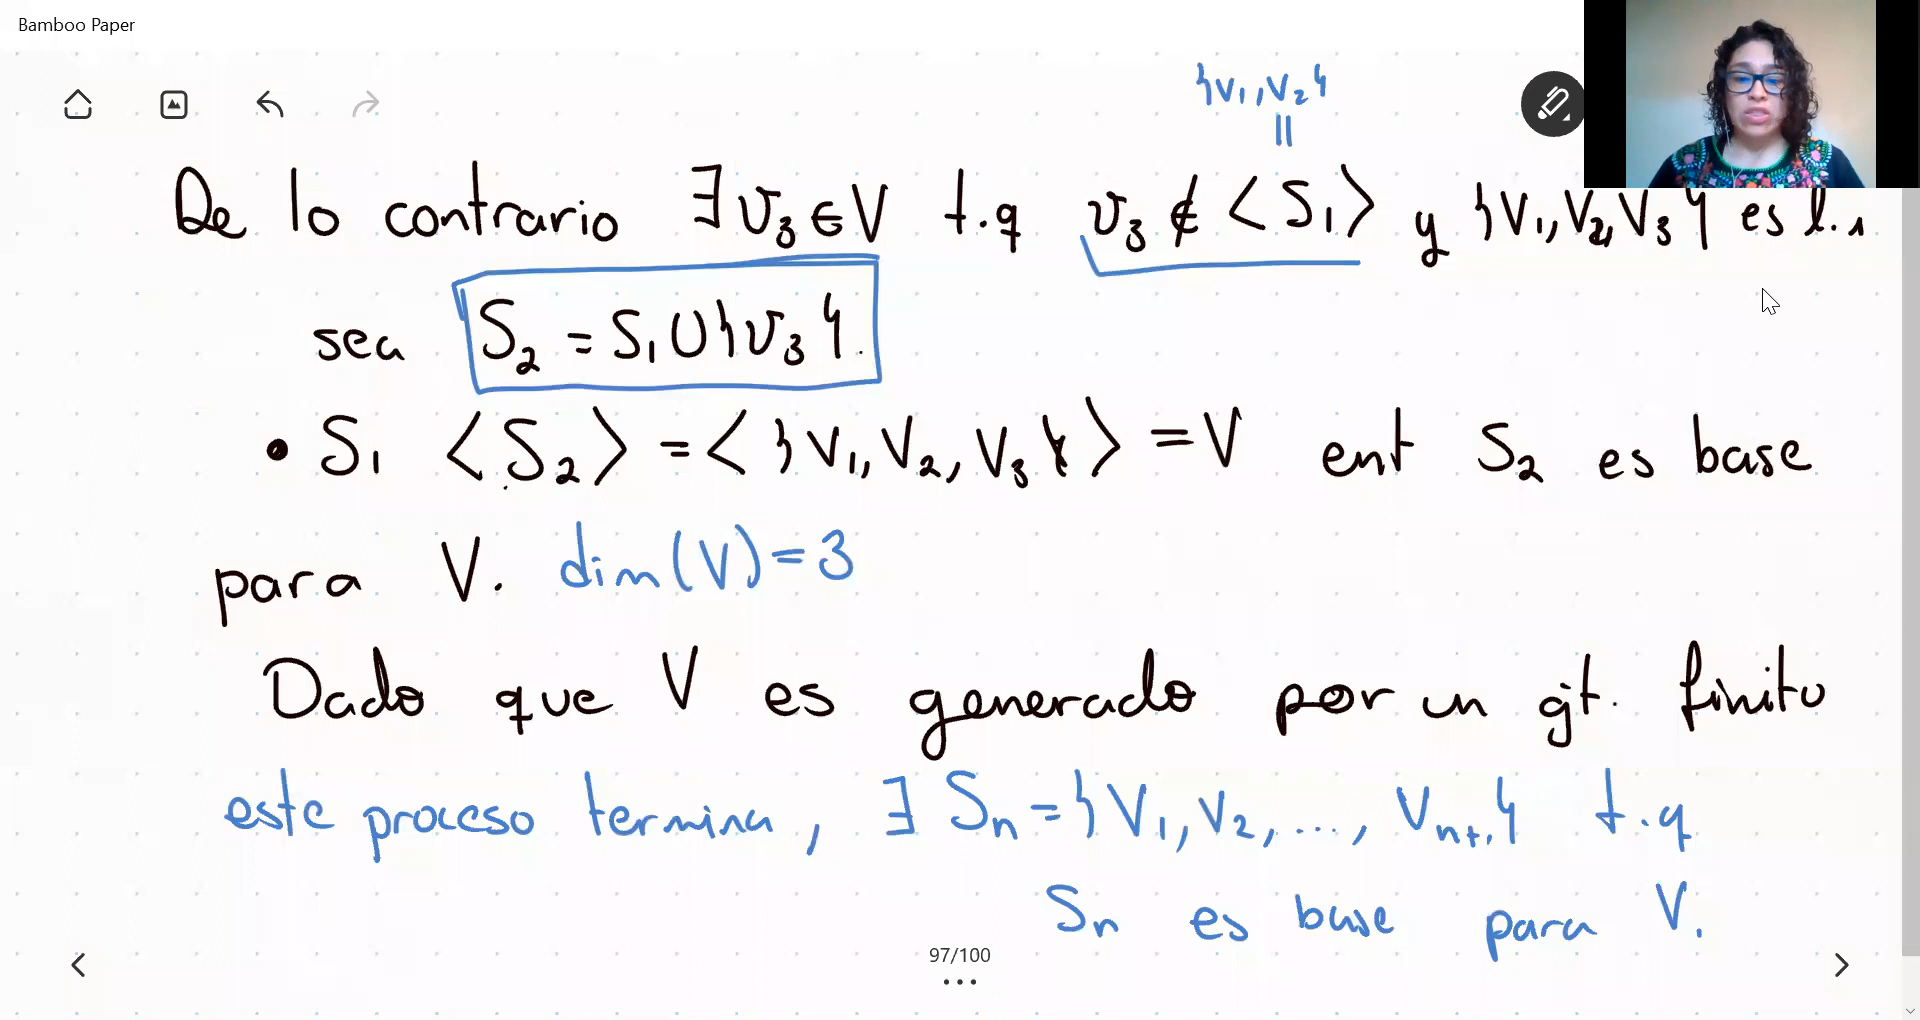 Bamboo Paper
{v₁, v₂}
||
De lo contrario ∃ v₃ ∈ V t.q v₃ ∉ ⟨S₁⟩ y {v₁, v₂, v₃} es l.i
sea S₂ = S₁ ∪ {v₃}.
• Si ⟨S₂⟩ = ⟨{v₁, v₂, v₃}⟩ = V ent S₂ es base
para V. dim(V) = 3
Dado que V es generado por un gt. finito
este proceso termina, ∃ Sₙ = {v₁, v₂, ..., vₙ₊₁} t.q
Sₙ es base para V.
97/100